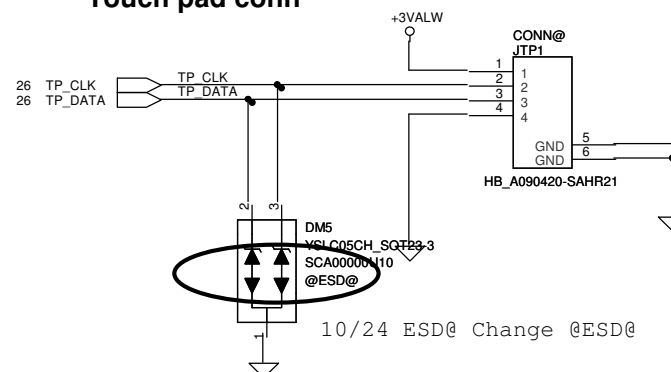 Touch pad conn
+3VALW
CONN@
JTP1
1 1
2 2
3 3
4 4
26 TP_CLK TP_CLK
26 TP_DATA TP_DATA
GND 5
GND 6
HB_A090420-SAHR21
2 3
DM5
YSLC05CH_SOT23-3
SCA00000U10
@ESD@
1
10/24 ESD@ Change @ESD@